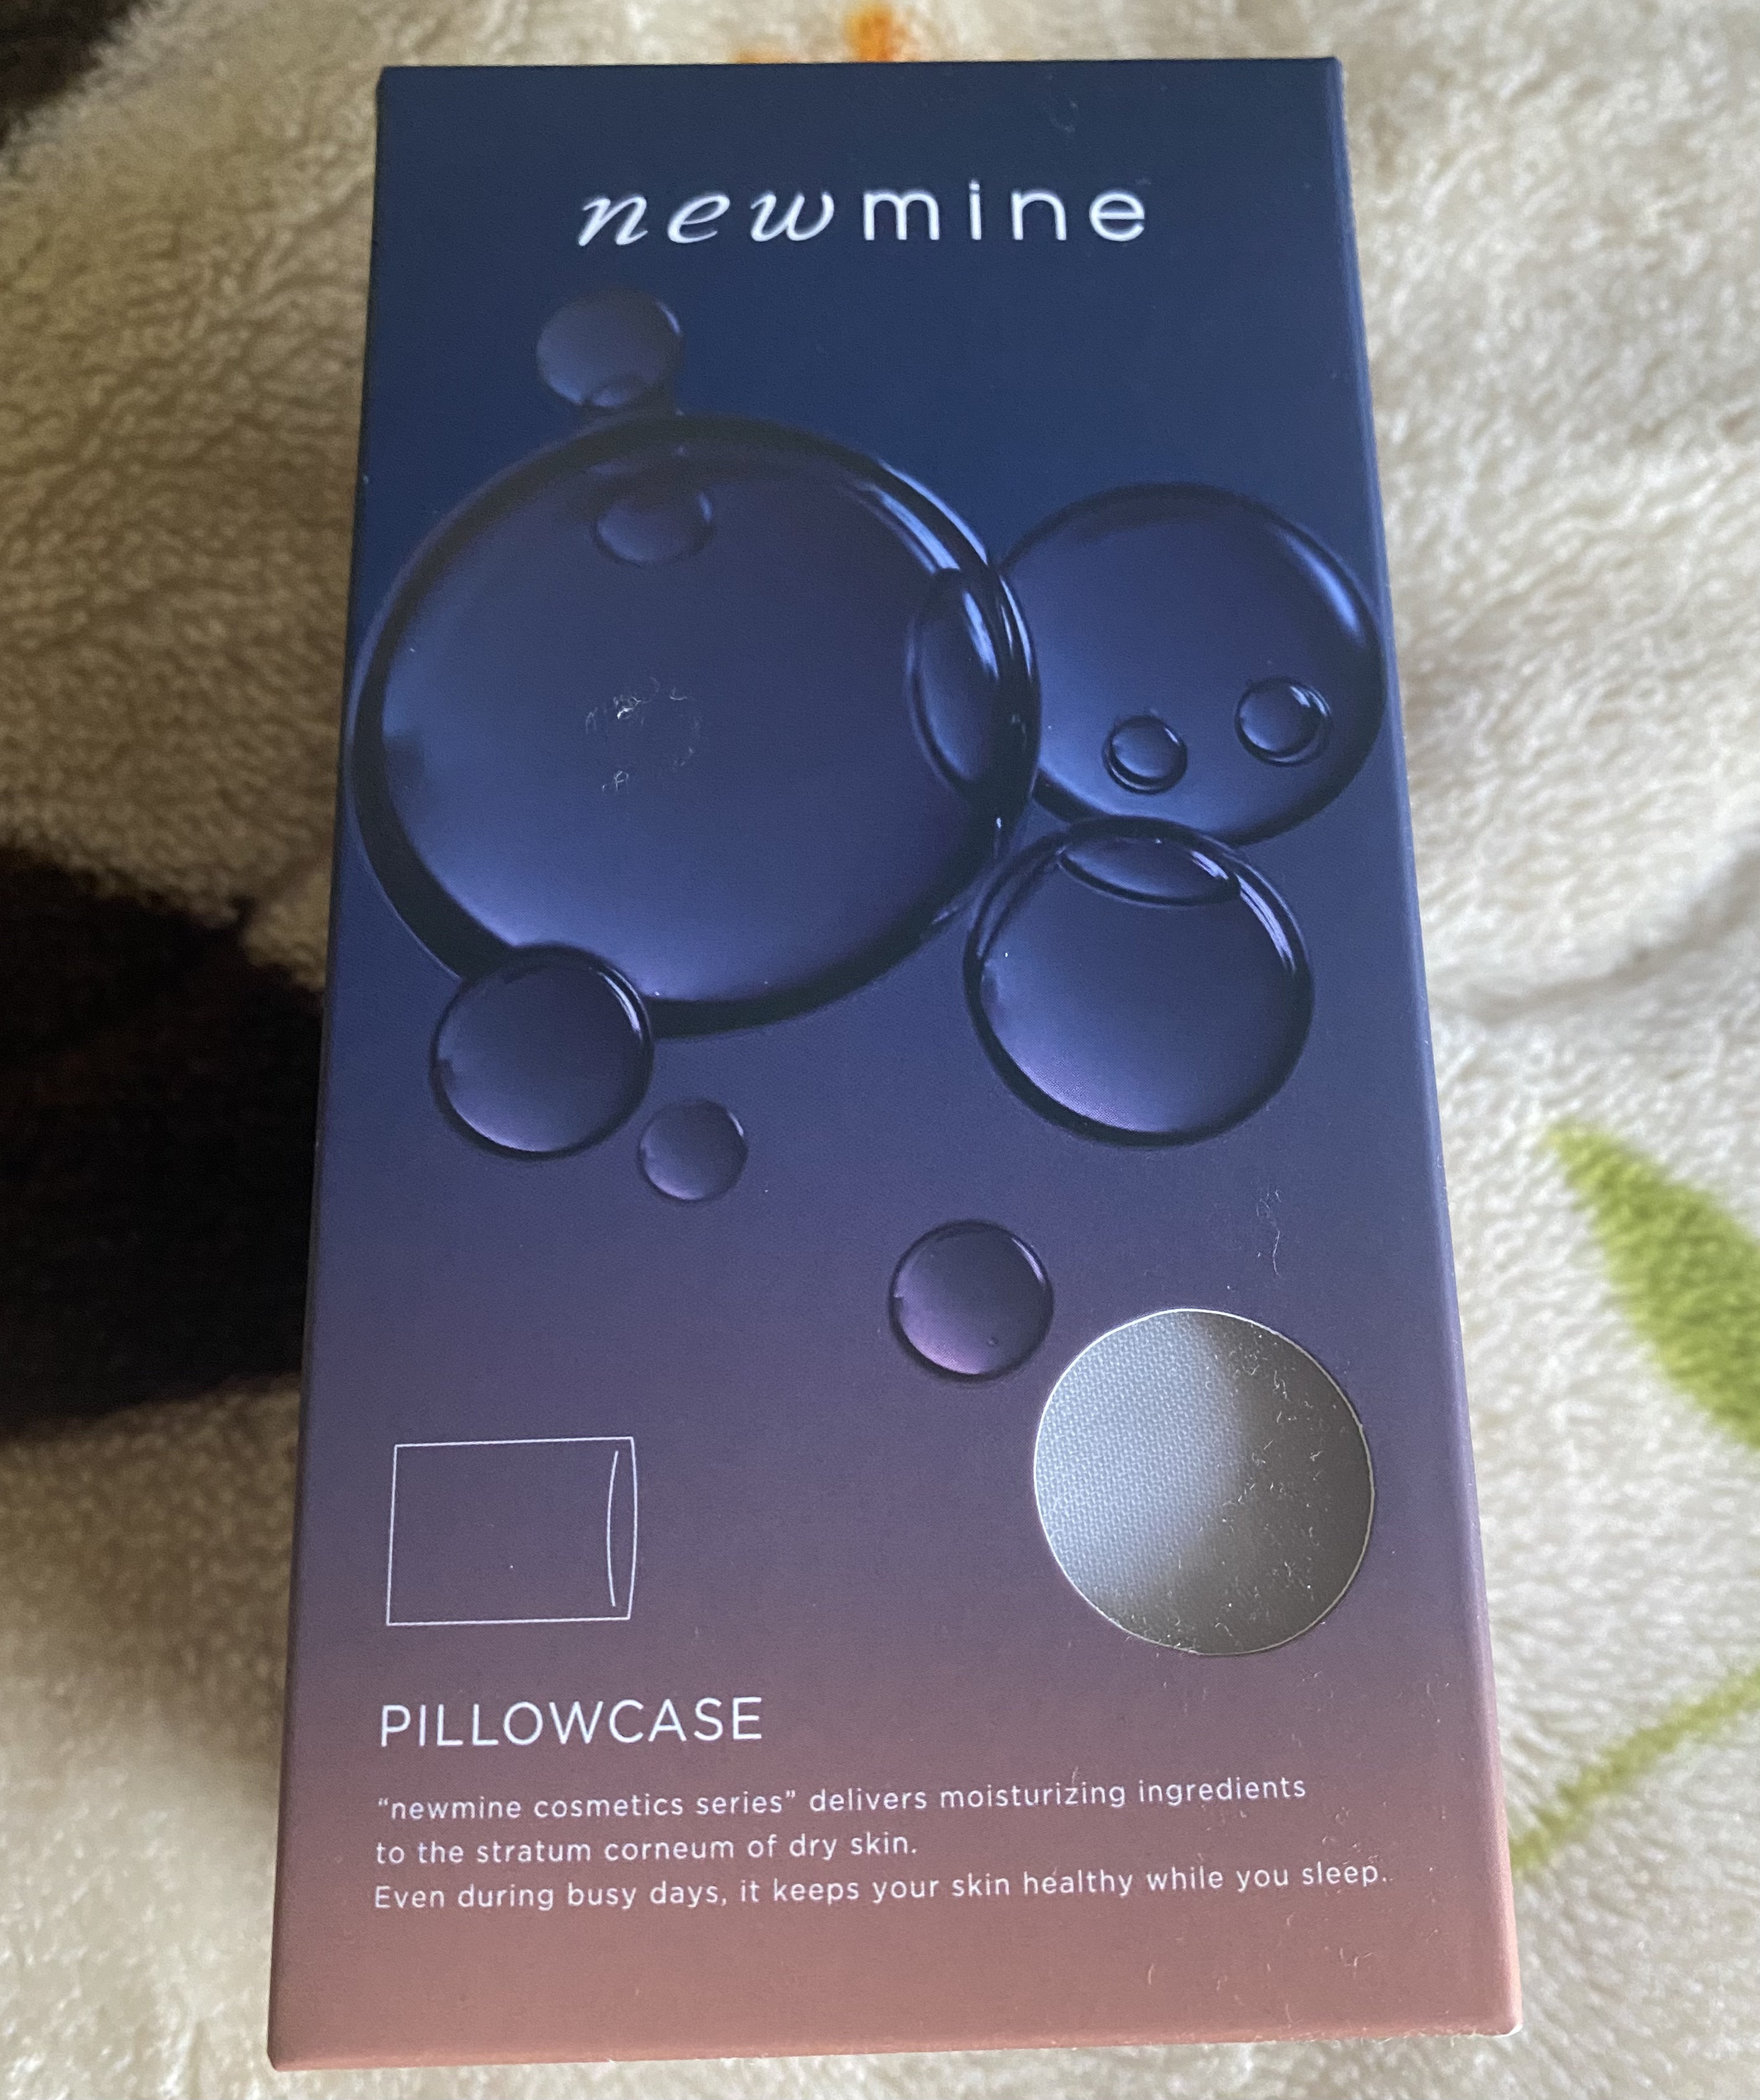 newmine
PILLOWCASE
“newmine cosmetics series” delivers moisturizing ingredients
to the stratum corneum of dry skin.
Even during busy days, it keeps your skin healthy while you sleep.